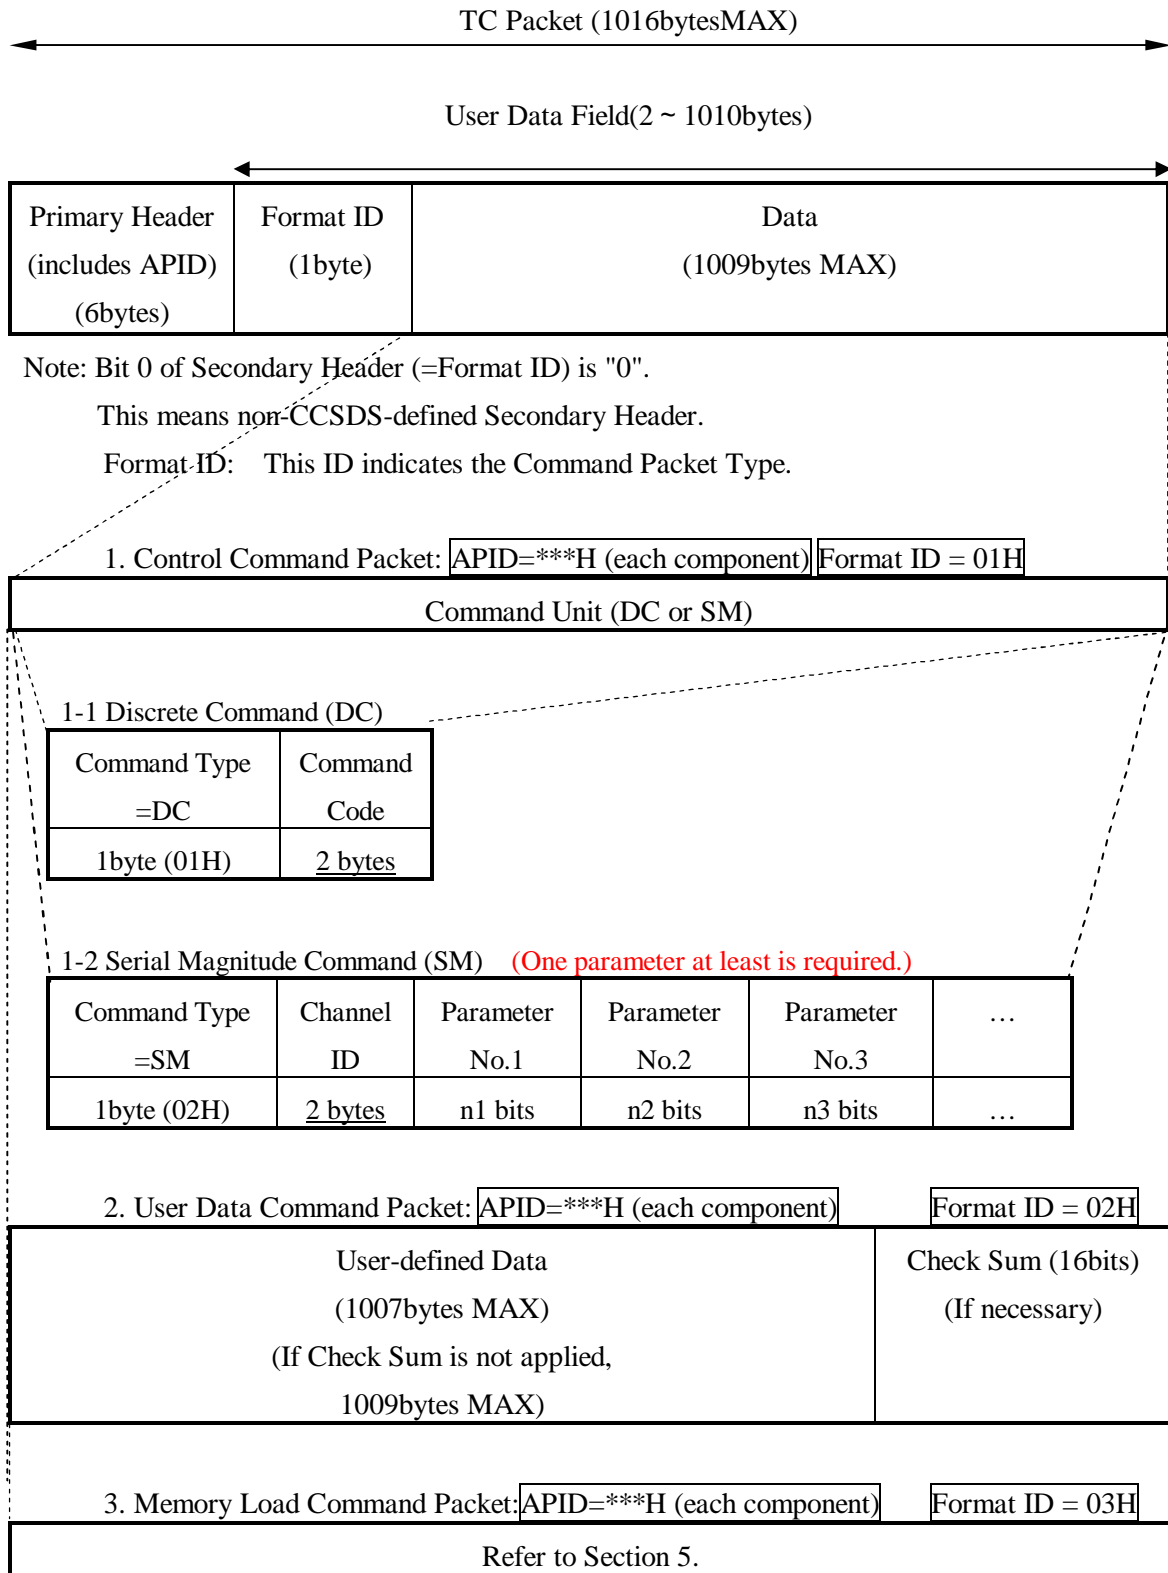 TC Packet (1016bytesMAX)
User Data Field(2 ~ 1010bytes)
Primary Header
(includes APID)
(6bytes)
Format ID
(1byte)
Data
(1009bytes MAX)
Note: Bit 0 of Secondary Header (=Format ID) is "0".
This means non-CCSDS-defined Secondary Header.
Format ID: This ID indicates the Command Packet Type.
1. Control Command Packet: APID=***H (each component) Format ID = 01H
Command Unit (DC or SM)
1-1 Discrete Command (DC)
Command Type
=DC
Command
Code
1byte (01H)
2 bytes
1-2 Serial Magnitude Command (SM) (One parameter at least is required.)
Command Type
=SM
Channel
ID
Parameter
No.1
Parameter
No.2
Parameter
No.3
…
1byte (02H)
2 bytes
n1 bits
n2 bits
n3 bits
…
2. User Data Command Packet: APID=***H (each component) Format ID = 02H
User-defined Data
(1007bytes MAX)
(If Check Sum is not applied,
1009bytes MAX)
Check Sum (16bits)
(If necessary)
3. Memory Load Command Packet: APID=***H (each component) Format ID = 03H
Refer to Section 5.